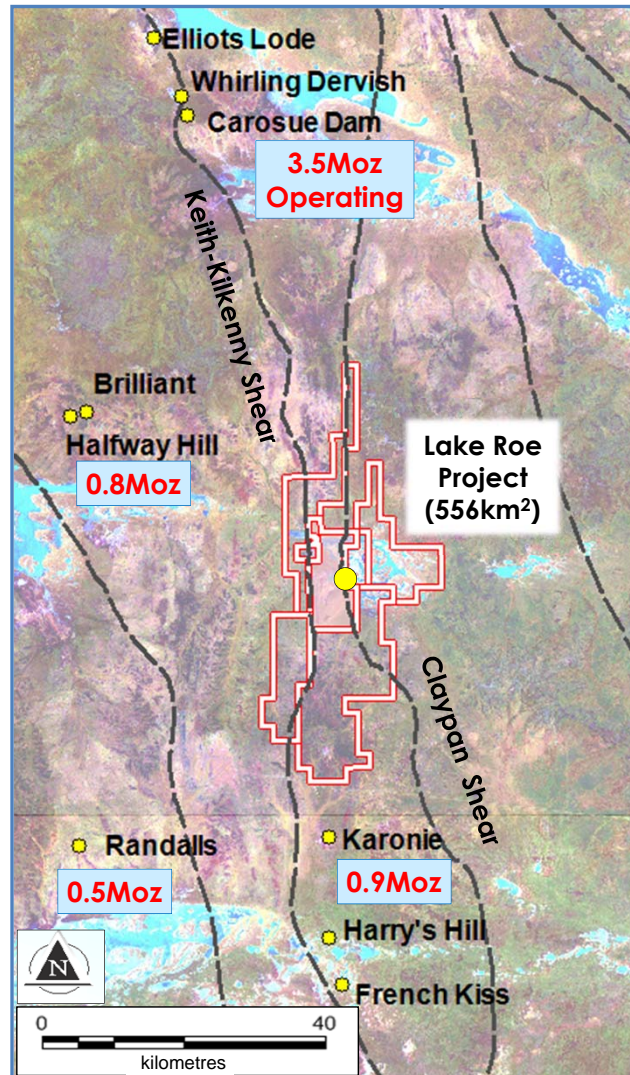 Elliots Lode
Whirling Dervish
Carosue Dam
3.5Moz
Operating
Keith-Kilkenny Shear
Brilliant
Halfway Hill
0.8Moz
Lake Roe
Project
(556km²)
Claypan Shear
Randalls
0.5Moz
Karonie
0.9Moz
Harry's Hill
French Kiss
N
0 40
kilometres